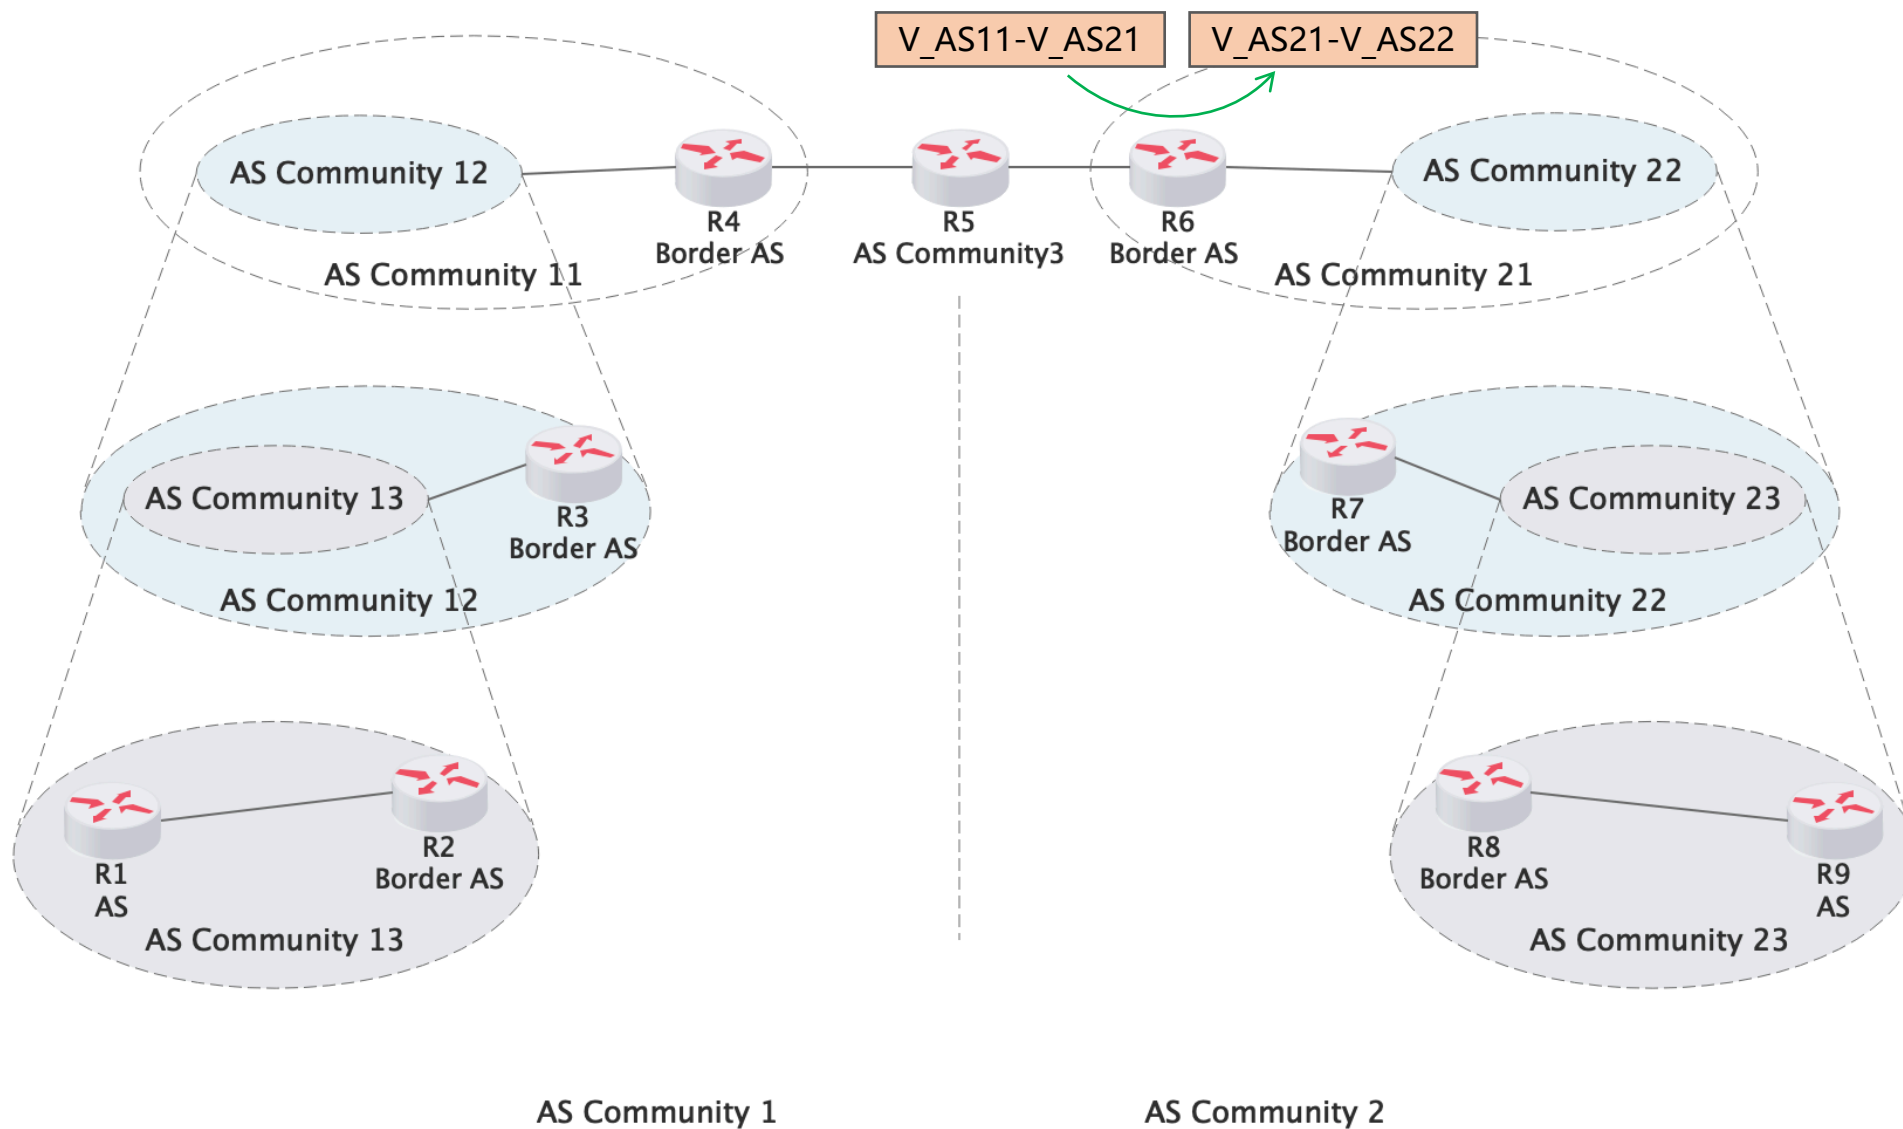 V_AS11-V_AS21
V_AS21-V_AS22
AS Community 12
R4
Border AS
AS Community 11
R5
AS Community3
R6
Border AS
AS Community 22
AS Community 21
AS Community 13
R3
Border AS
AS Community 12
R7
Border AS
AS Community 23
AS Community 22
R1
AS
R2
Border AS
AS Community 13
R8
Border AS
R9
AS
AS Community 23
AS Community 1
AS Community 2